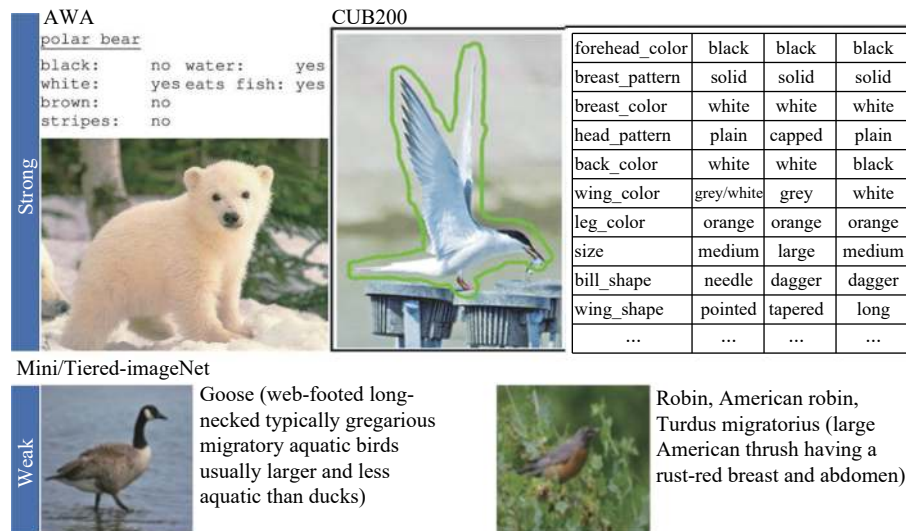 AWA
polar bear
black: no water: yes
white: yes eats fish: yes
brown: no
stripes: no
Strong
CUB200
forehead_color black black black
breast_pattern solid solid solid
breast_color white white white
head_pattern plain capped plain
back_color white white black
wing_color grey/white grey white
leg_color orange orange orange
size medium large medium
bill_shape needle dagger dagger
wing_shape pointed tapered long
... ... ... ...
Mini/Tiered-imageNet
Weak
Goose (web-footed long-
necked typically gregarious
migratory aquatic birds
usually larger and less
aquatic than ducks)
Robin, American robin,
Turdus migratorius (large
American thrush having a
rust-red breast and abdomen)